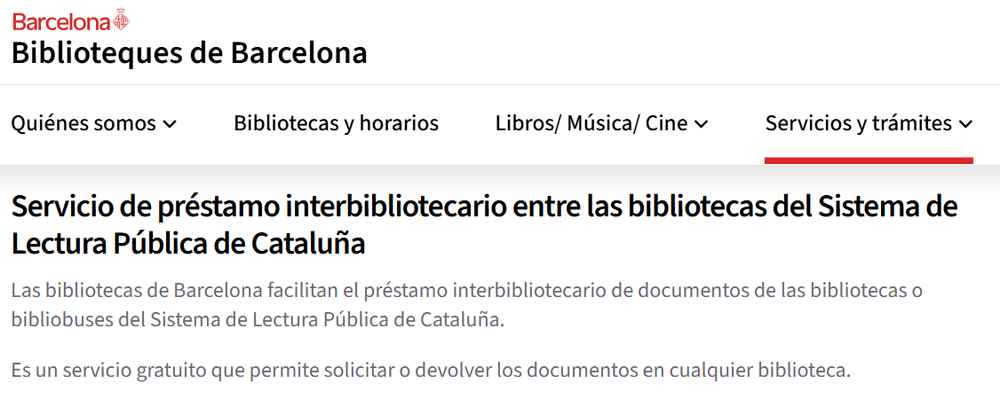 Barcelona
Biblioteques de Barcelona
Quiénes somos
Bibliotecas y horarios
Libros/ Música/ Cine
Servicios y trámites
Servicio de préstamo interbibliotecario entre las bibliotecas del Sistema de
Lectura Pública de Cataluña
Las bibliotecas de Barcelona facilitan el préstamo interbibliotecario de documentos de las bibliotecas o
bibliobuses del Sistema de Lectura Pública de Cataluña.
Es un servicio gratuito que permite solicitar o devolver los documentos en cualquier biblioteca.